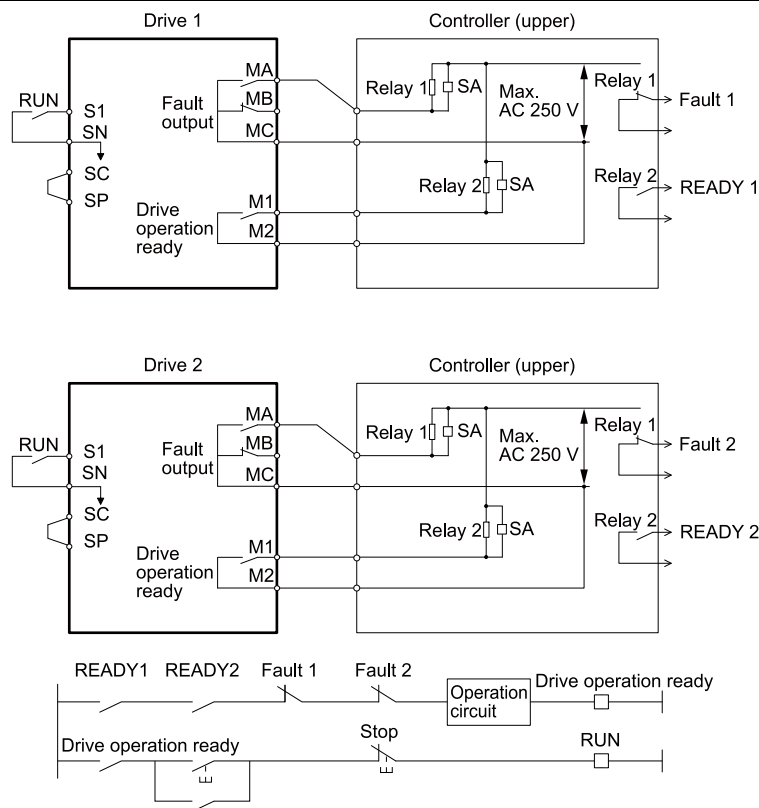 Drive 1
Controller (upper)
RUN
S1
SN
SC
SP
Fault
output
MA
MB
MC
Drive
operation
ready
M1
M2
Relay 1
SA
Max.
AC 250 V
Relay 2
SA
Relay 1
Fault 1
Relay 2
READY 1
Drive 2
Controller (upper)
RUN
S1
SN
SC
SP
Fault
output
MA
MB
MC
Drive
operation
ready
M1
M2
Relay 1
SA
Max.
AC 250 V
Relay 2
SA
Relay 1
Fault 2
Relay 2
READY 2
READY1
READY2
Fault 1
Fault 2
Operation
circuit
Drive operation ready
Drive operation ready
Stop
RUN